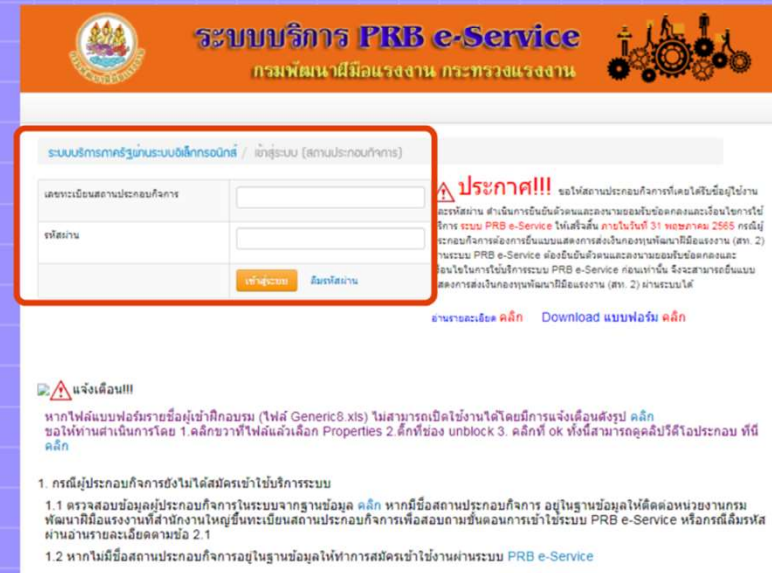 ระบบบริการ PRB e-Service
กรมพัฒนาฝีมือแรงงาน กระทรวงแรงงาน
ระบบบริการภาครัฐผ่านระบบอิเล็กทรอนิกส์ / เข้าสู่ระบบ (สถานประกอบกิจการ)
เลขทะเบียนสถานประกอบกิจการ
รหัสผ่าน
เข้าสู่ระบบ ลืมรหัสผ่าน
ประกาศ!!! ขอให้สถานประกอบกิจการที่เคยได้รับชื่อผู้ใช้งาน
และรหัสผ่าน ดำเนินการยืนยันตัวตนและลงนามยอมรับข้อตกลงและเงื่อนไขการใช้
บริการ ระบบ PRB e-Service ให้เสร็จสิ้น ภายในวันที่ 31 พฤษภาคม 2565 กรณีผู้
ประกอบกิจการต้องการยื่นแบบแสดงการส่งเงินกองทุนพัฒนาฝีมือแรงงาน (สท. 2)
ผ่านระบบ PRB e-Service ต้องยืนยันตัวตนและลงนามยอมรับข้อตกลงและ
เงื่อนไขในการใช้บริการระบบ PRB e-Service ก่อนเท่านั้น จึงจะสามารถยื่นแบบ
แสดงการส่งเงินกองทุนพัฒนาฝีมือแรงงาน (สท. 2) ผ่านระบบได้
อ่านรายละเอียด คลิก Download แบบฟอร์ม คลิก
แจ้งเตือน!!!
หากไฟล์แบบฟอร์มรายชื่อผู้เข้าฝึกอบรม (ไฟล์ Generic8.xls) ไม่สามารถเปิดใช้งานได้โดยมีการแจ้งเตือนดังรูป คลิก
ขอให้ท่านดำเนินการโดย 1.คลิกขวาที่ไฟล์แล้วเลือก Properties 2.ติ๊กที่ช่อง unblock 3. คลิกที่ ok ทั้งนี้สามารถดูคลิปวีดีโอประกอบ ที่นี่
คลิก
1. กรณีผู้ประกอบกิจการยังไม่ได้สมัครเข้าใช้บริการระบบ
1.1 ตรวจสอบข้อมูลผู้ประกอบกิจการในระบบจากฐานข้อมูล คลิก หากมีชื่อสถานประกอบกิจการ อยู่ในฐานข้อมูลให้ติดต่อหน่วยงานกรม
พัฒนาฝีมือแรงงานที่สำนักงานใหญ่ขึ้นทะเบียนสถานประกอบกิจการเพื่อสอบถามขั้นตอนการเข้าใช้ระบบ PRB e-Service หรือกรณีลืมรหัส
ผ่านอ่านรายละเอียดตามข้อ 2.1
1.2 หากไม่มีชื่อสถานประกอบกิจการอยู่ในฐานข้อมูลให้ทำการสมัครเข้าใช้งานผ่านระบบ PRB e-Service